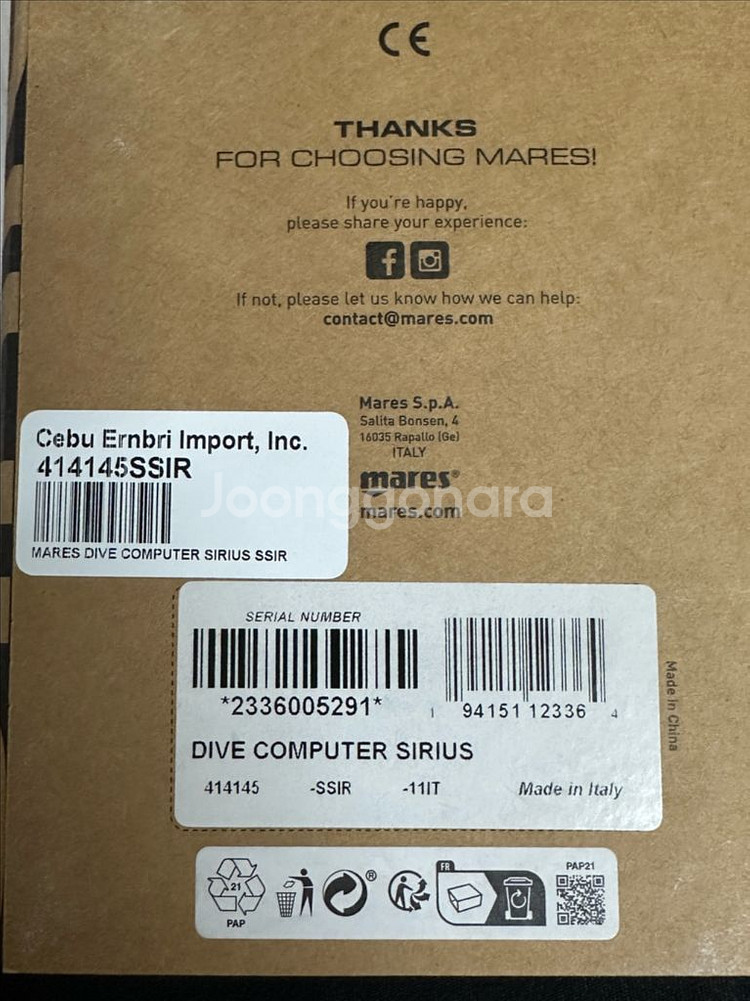 CE
THANKS
FOR CHOOSING MARES!
If you're happy,
please share your experience:
If not, please let us know how we can help:
contact@mares.com
Mares S.p.A.
Salita Bonsen, 4
16035 Rapallo (Ge)
ITALY
mares®
mares.com
Joonggonara
Cebu Ernbri Import, Inc.
414145SSIR
MARES DIVE COMPUTER SIRIUS SSIR
SERIAL NUMBER
*2336005291*
1 94151 12336 4
DIVE COMPUTER SIRIUS
414145 -SSIR -11IT Made in Italy
Made in China
21
PAP
®
FR
PAP21